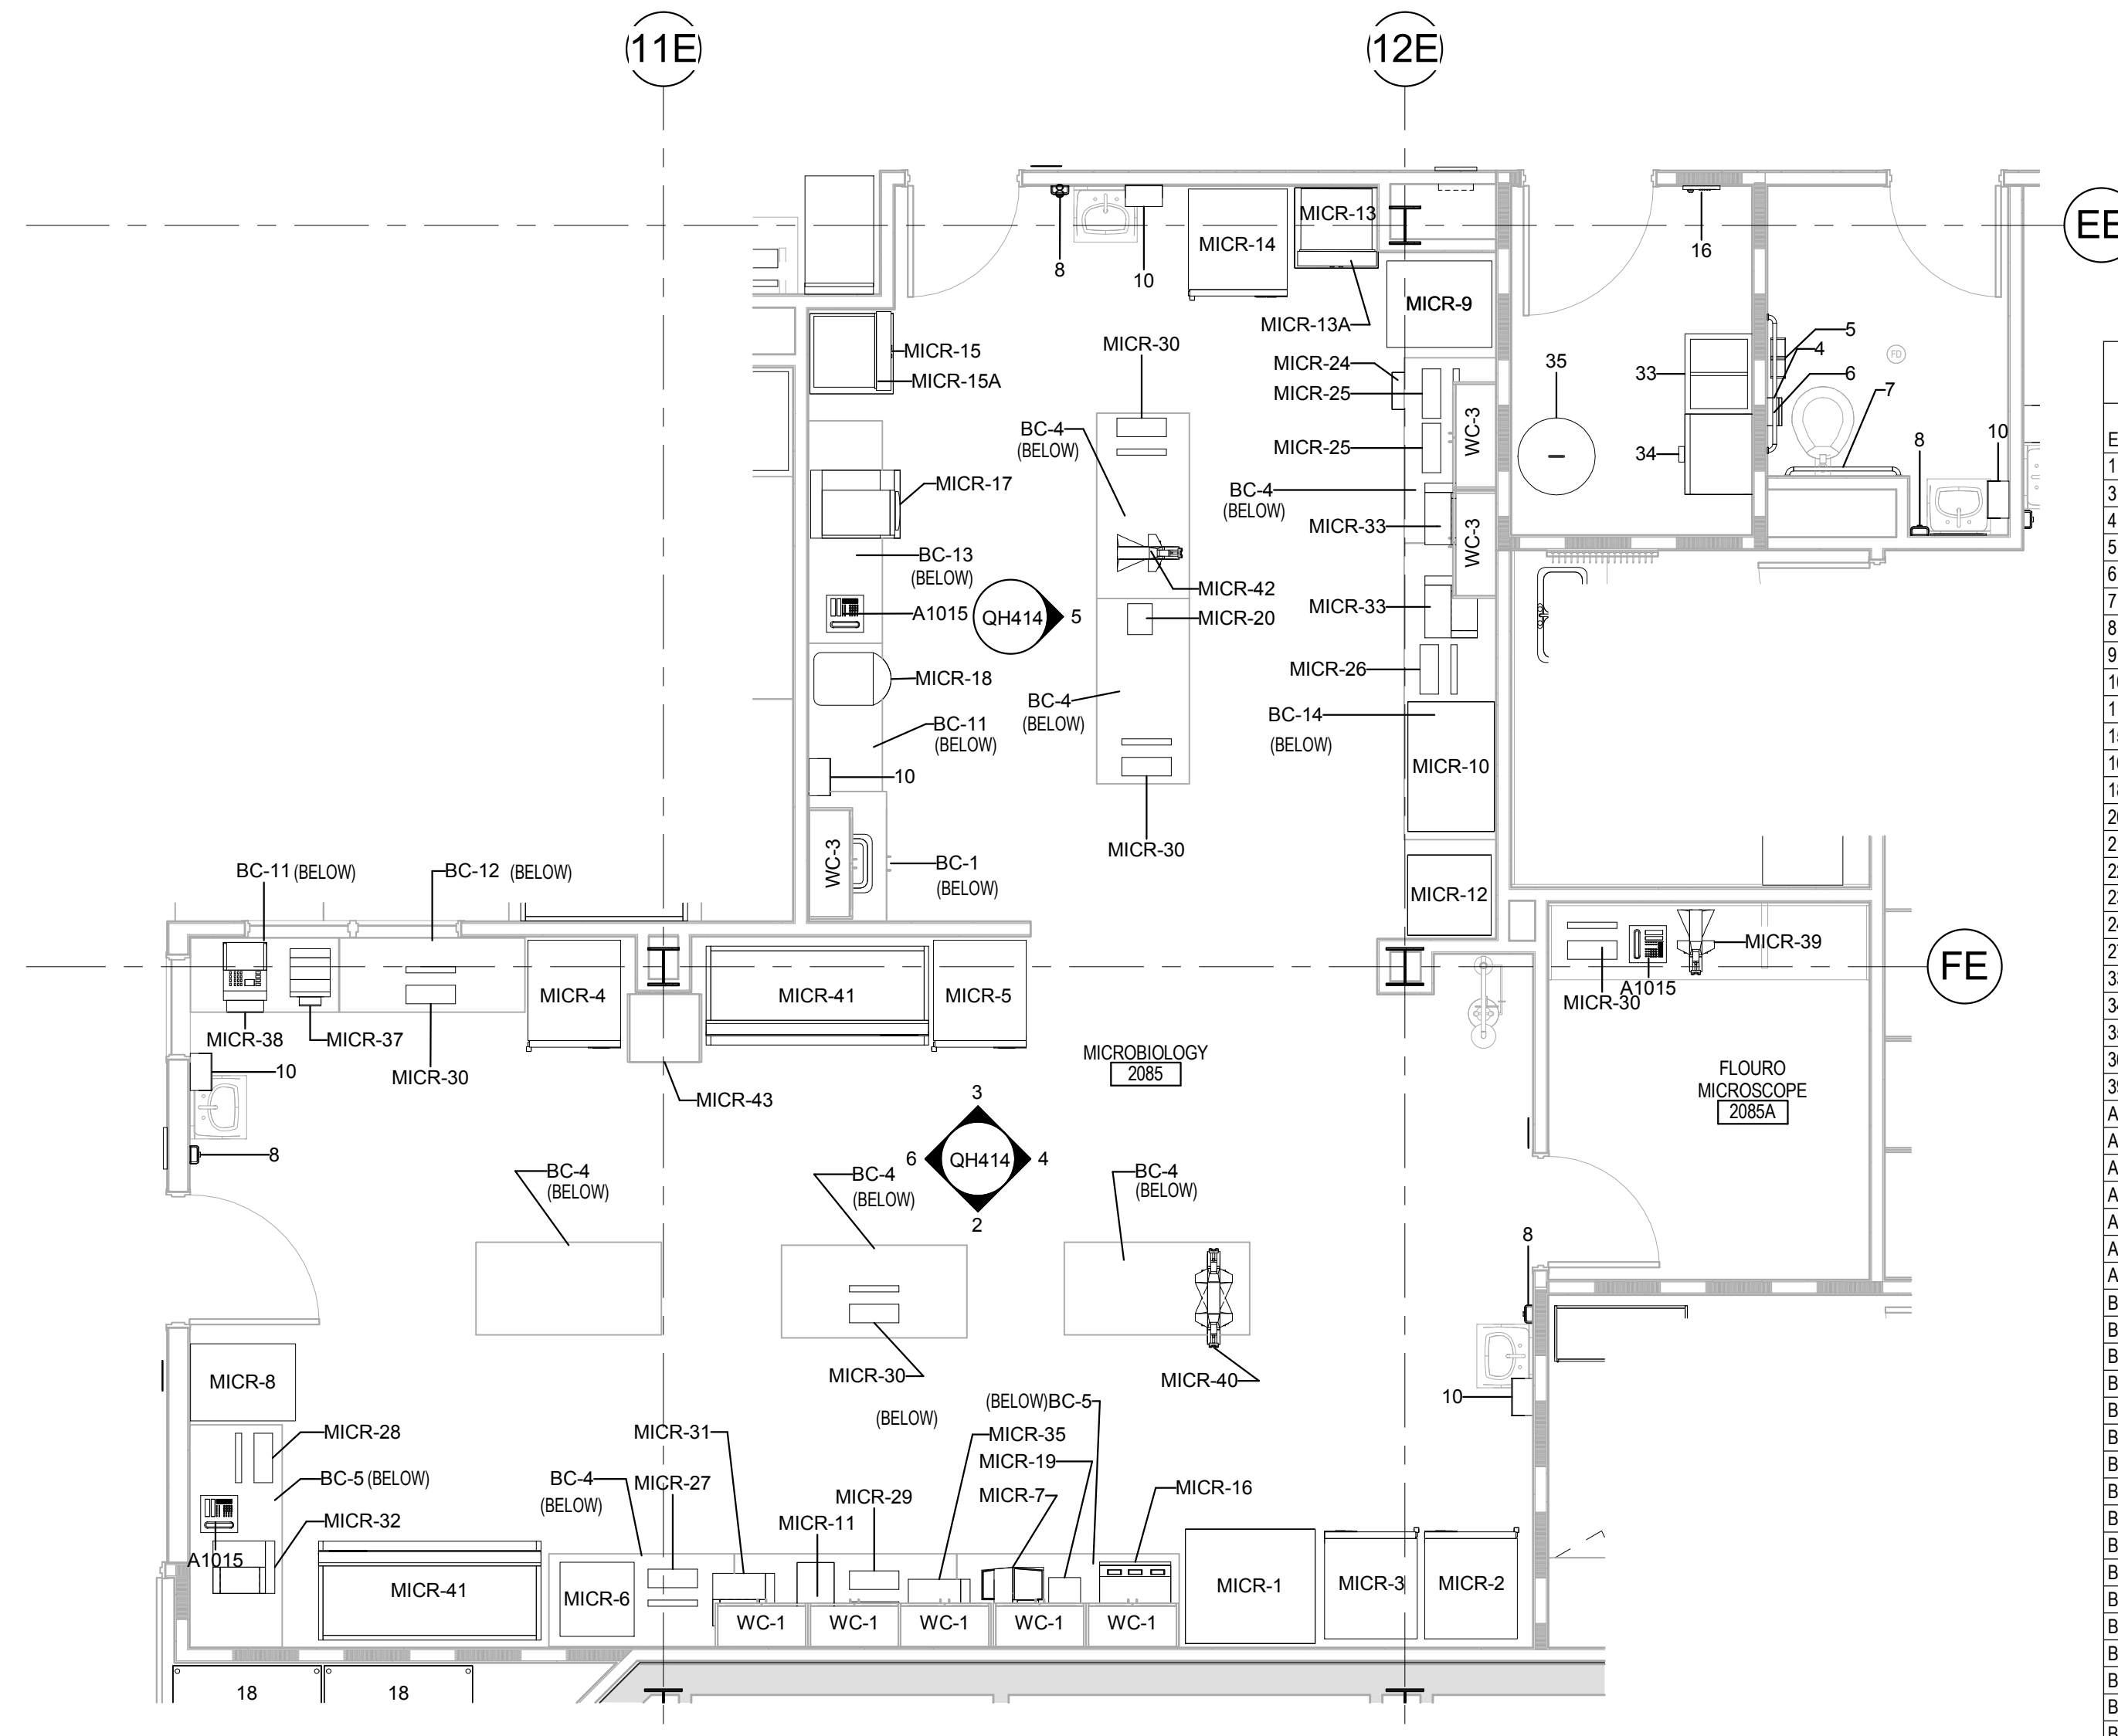 11E
12E
EE
MICR-14
MICR-13
8
10
16
MICR-9
MICR-13A
MICR-15
MICR-15A
MICR-30
MICR-24
MICR-25
35
33
5
4
6
7
BC-4
(BELOW)
MICR-25
WC-3
34
8
10
MICR-17
BC-4
(BELOW)
MICR-33
WC-3
BC-13
(BELOW)
MICR-42
A1015
QH414
5
MICR-20
MICR-33
MICR-18
MICR-26
BC-4
(BELOW)
BC-11
(BELOW)
BC-14
(BELOW)
10
MICR-10
MICR-30
WC-3
BC-1
(BELOW)
MICR-12
BC-11 (BELOW)
BC-12 (BELOW)
MICR-39
FE
MICR-4
MICR-41
MICR-5
MICR-30
A1015
MICR-38
MICR-37
MICR-30
10
MICROBIOLOGY
2085
FLOURO
MICROSCOPE
2085A
MICR-43
3
6
QH414
4
2
8
BC-4
(BELOW)
BC-4
(BELOW)
BC-4
(BELOW)
8
MICR-8
MICR-30
MICR-40
10
(BELOW)
(BELOW) BC-5
MICR-28
MICR-31
MICR-35
BC-5 (BELOW)
BC-4
(BELOW)
MICR-27
MICR-19
MICR-29
MICR-7
MICR-16
MICR-32
MICR-11
A1015
MICR-41
MICR-6
MICR-1
MICR-3
MICR-2
WC-1
WC-1
WC-1
WC-1
WC-1
18
18
FD